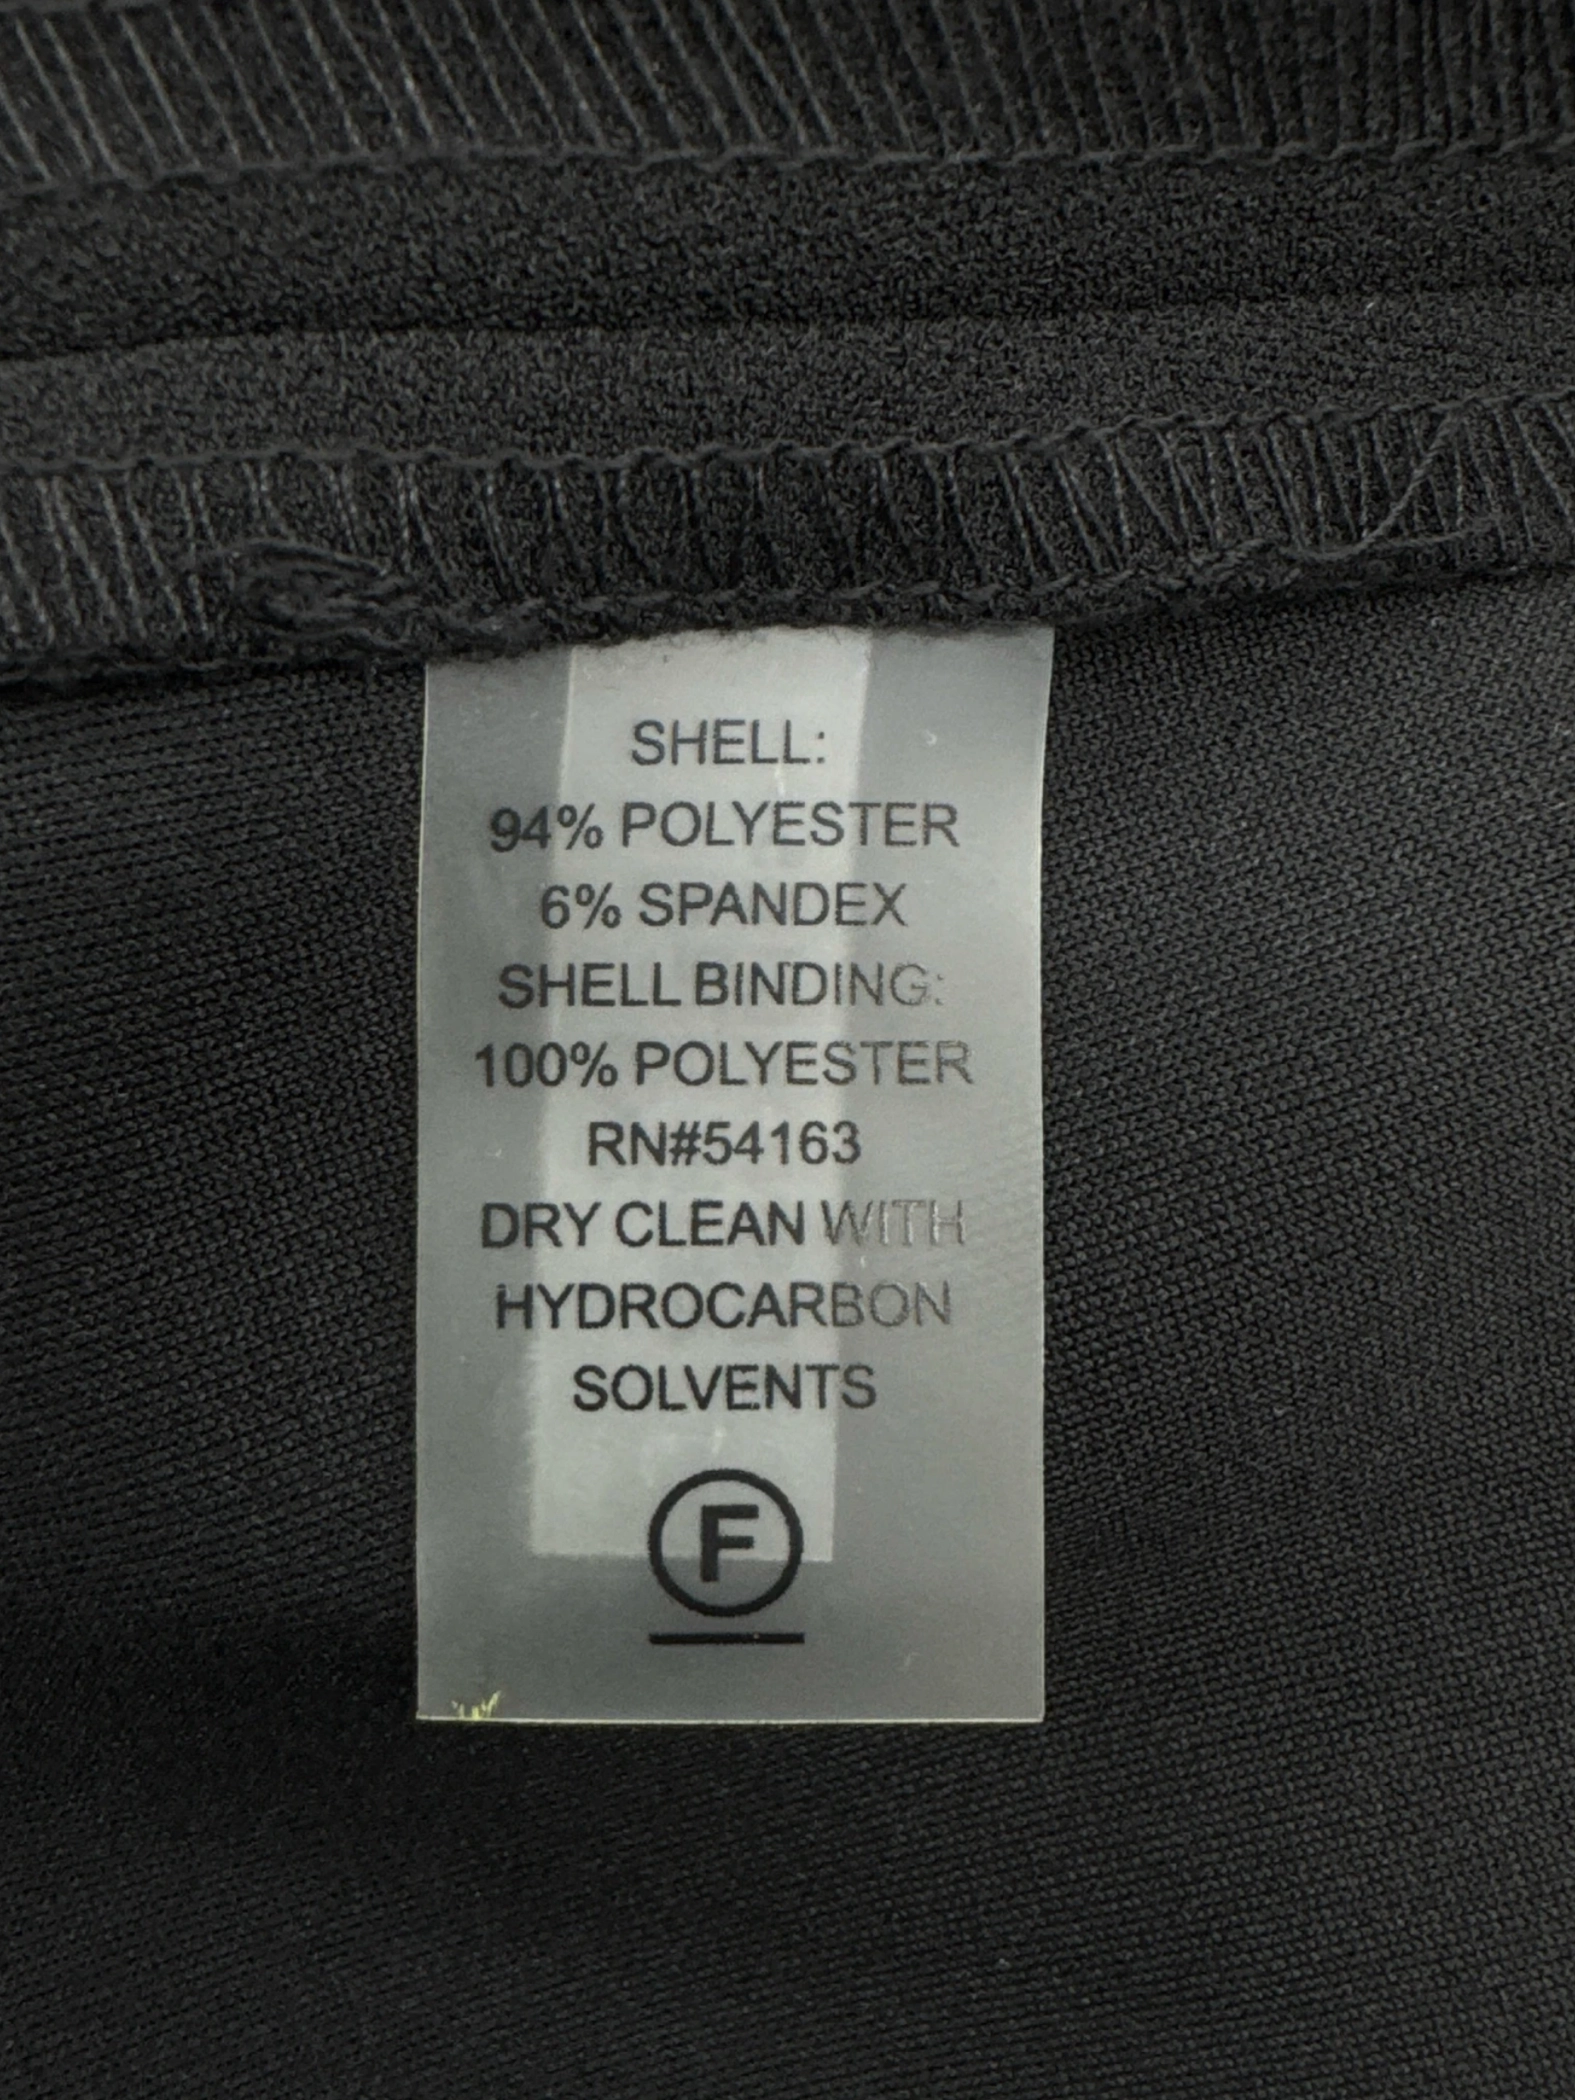 SHELL:
94% POLYESTER
6% SPANDEX
SHELL BINDING:
100% POLYESTER
RN#54163
DRY CLEAN WITH
HYDROCARBON
SOLVENTS
F